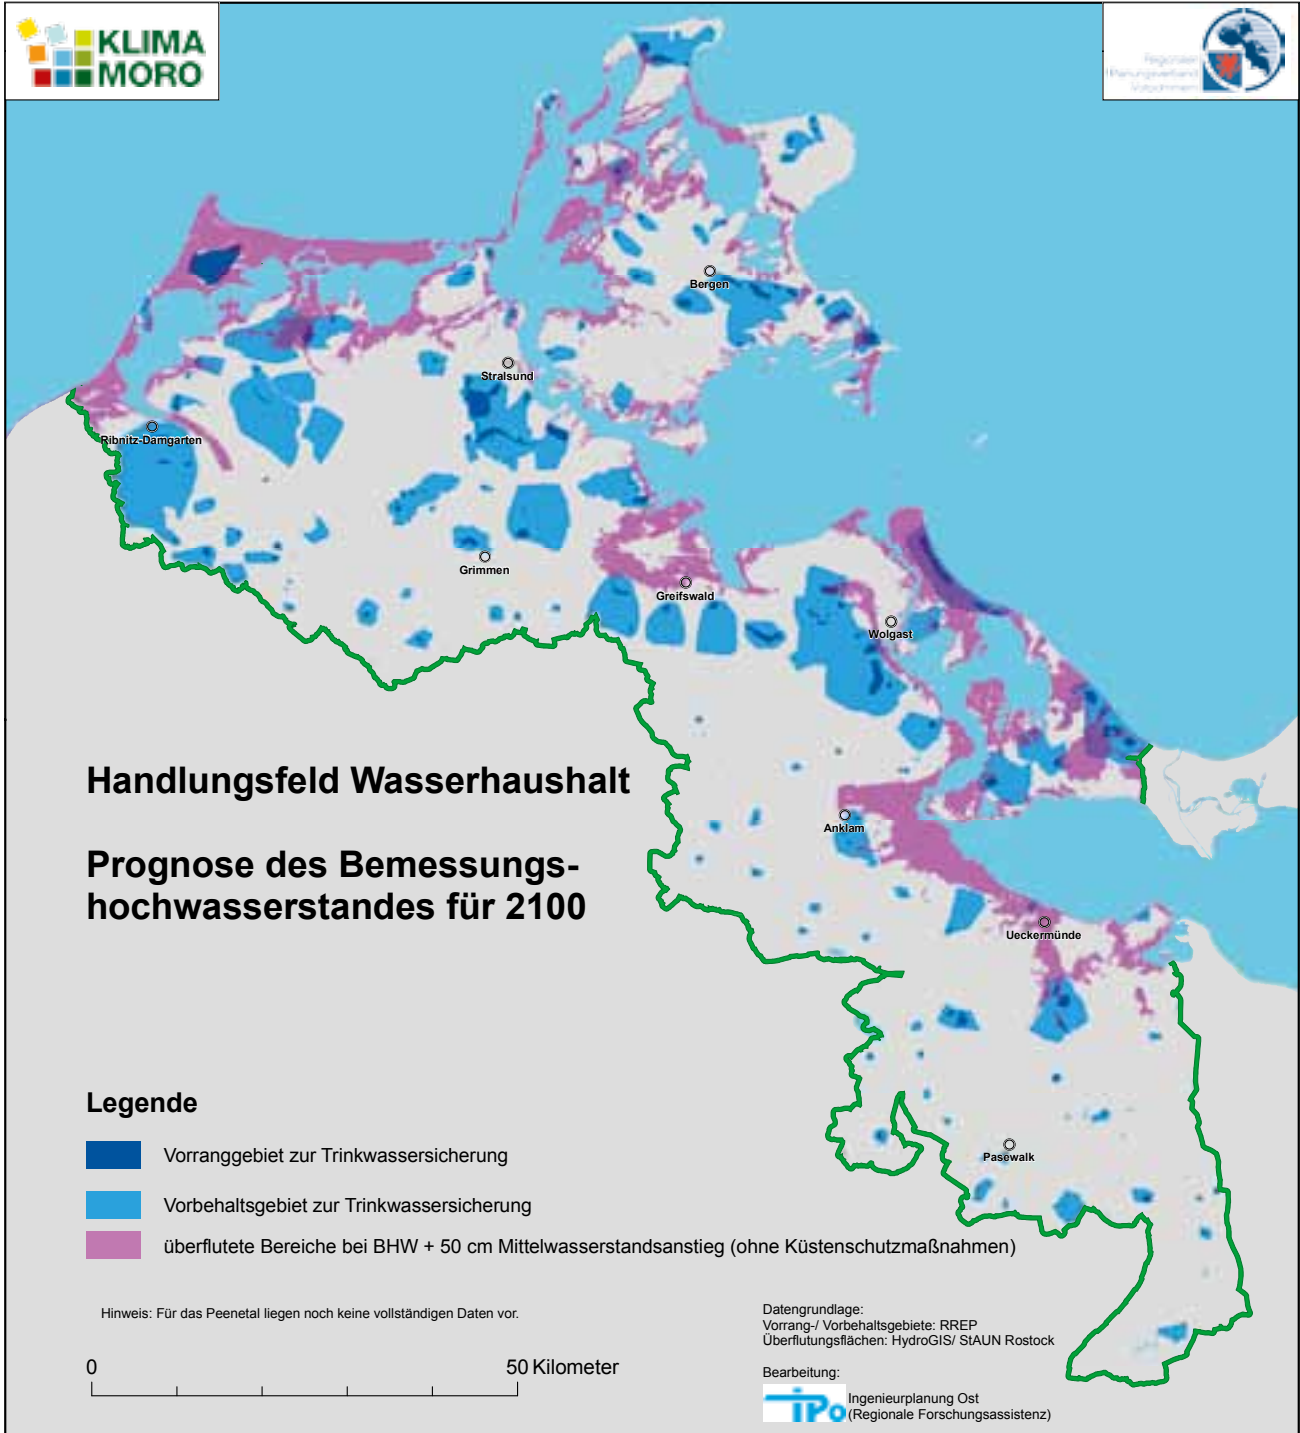 KLIMA
MORO
Regionaler
Planungsverband
Vorpommern
Bergen
Stralsund
Ribnitz-Damgarten
Grimmen
Greifswald
Wolgast
Handlungsfeld Wasserhaushalt
Prognose des Bemessungs-
hochwasserstandes für 2100
Anklam
Ueckermünde
Pasewalk
Legende
Vorranggebiet zur Trinkwassersicherung
Vorbehaltsgebiet zur Trinkwassersicherung
überflutete Bereiche bei BHW + 50 cm Mittelwasserstandsanstieg (ohne Küstenschutzmaßnahmen)
Hinweis: Für das Peenetal liegen noch keine vollständigen Daten vor.
0 50 Kilometer
Datengrundlage:
Vorrang-/ Vorbehaltsgebiete: RREP
Überflutungsflächen: HydroGIS/ StAUN Rostock
Bearbeitung:
IPO
Ingenieurplanung Ost
(Regionale Forschungsassistenz)